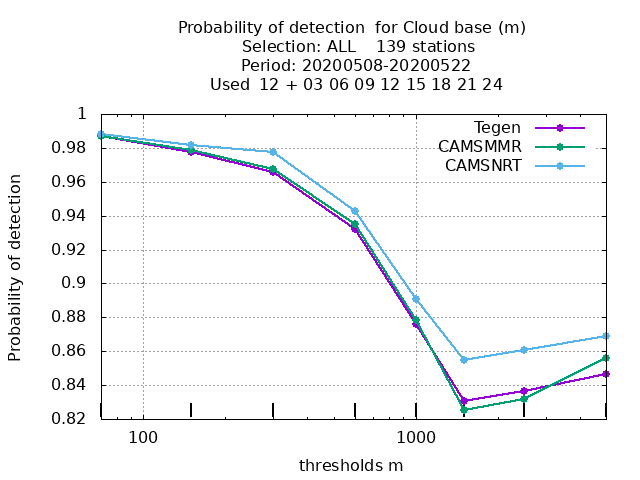 Probability of detection  for Cloud base (m)
Selection: ALL    139 stations
Period: 20200508-20200522
Used  12 + 03 06 09 12 15 18 21 24
Tegen
CAMSMMR
CAMSNRT
1
0.98
0.96
0.94
0.92
0.9
0.88
0.86
0.84
0.82
Probability of detection
100
1000
thresholds m